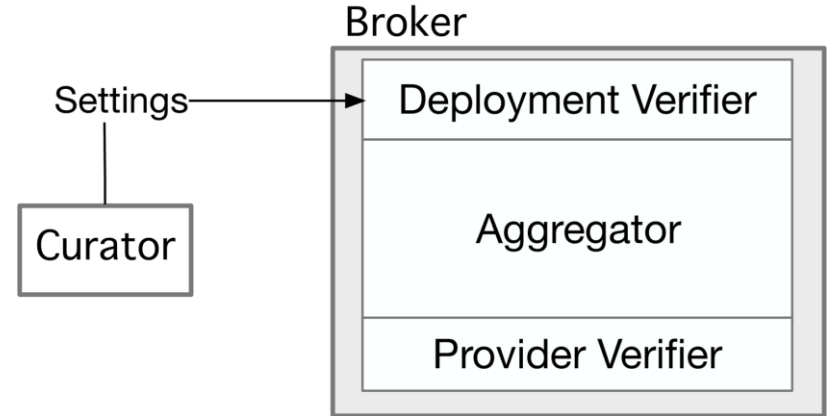 Broker
Settings
Deployment Verifier
Curator
Aggregator
Provider Verifier